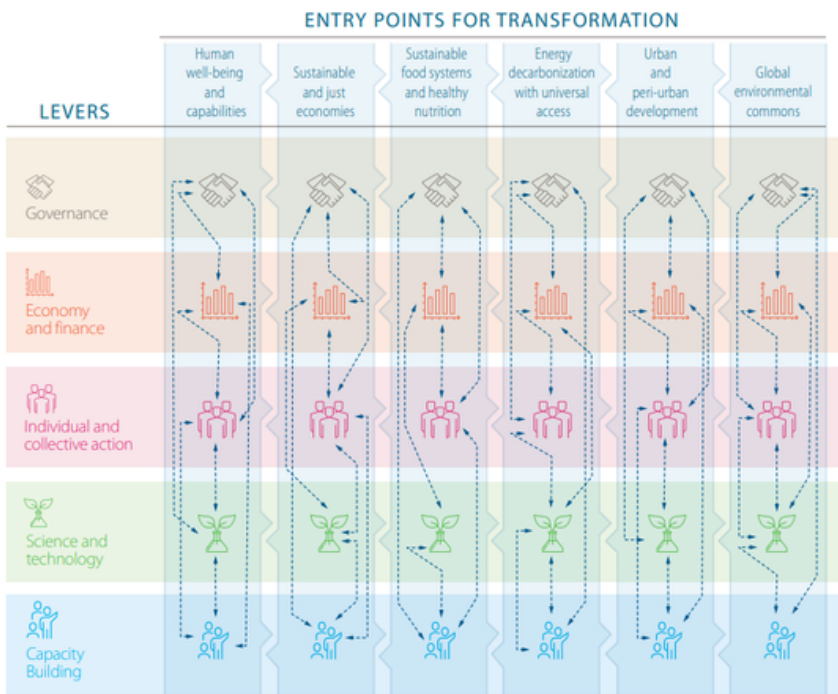 ENTRY POINTS FOR TRANSFORMATION
LEVERS
Human
well-being
and
capabilities
Sustainable
and just
economies
Sustainable
food systems
and healthy
nutrition
Energy
decarbonization
with universal
access
Urban
and
peri-urban
development
Global
environmental
commons
Governance
Economy
and finance
Individual and
collective action
Science and
technology
Capacity
Building